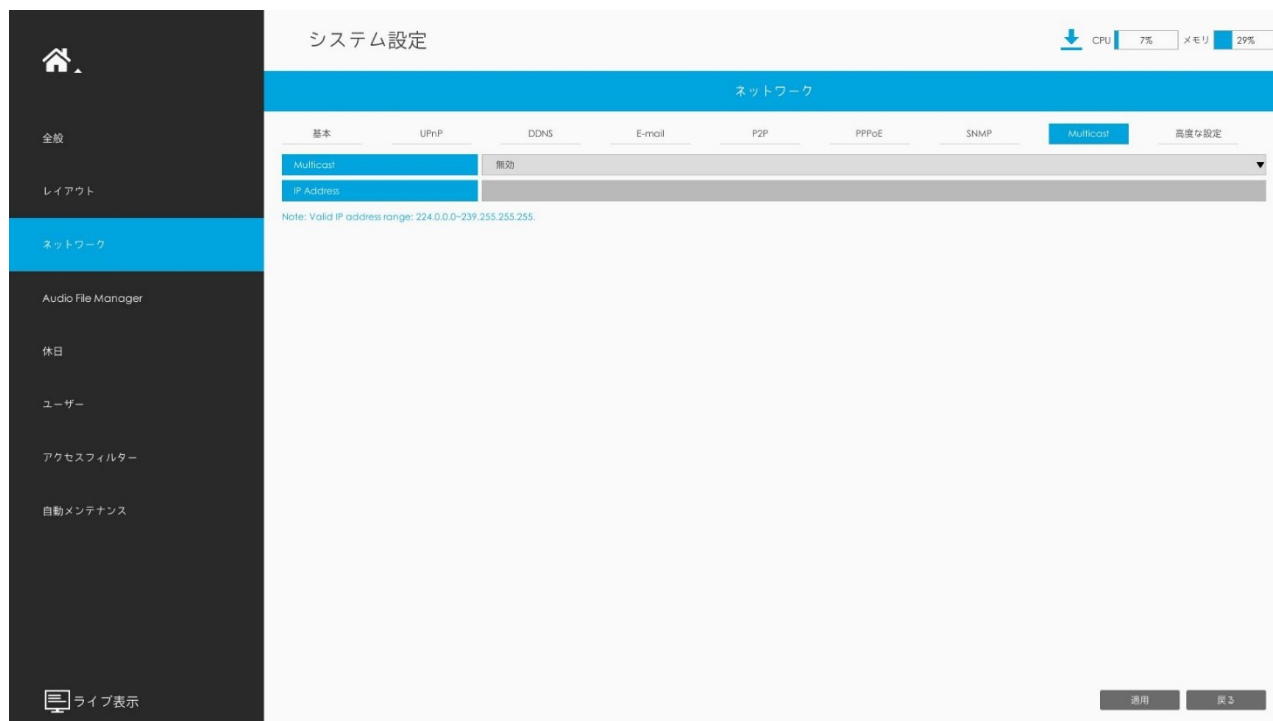 システム設定
CPU 7% メモリ 29%
ネットワーク
全般
レイアウト
ネットワーク
Audio File Manager
休日
ユーザー
アクセスフィルター
自動メンテナンス
ライブ表示
基本 UPnP DDNS E-mail P2P PPPoE SNMP Multicast 高度な設定
Multicast 無効
IP Address
Note: Valid IP address range: 224.0.0.0~239.255.255.255.
適用 戻る